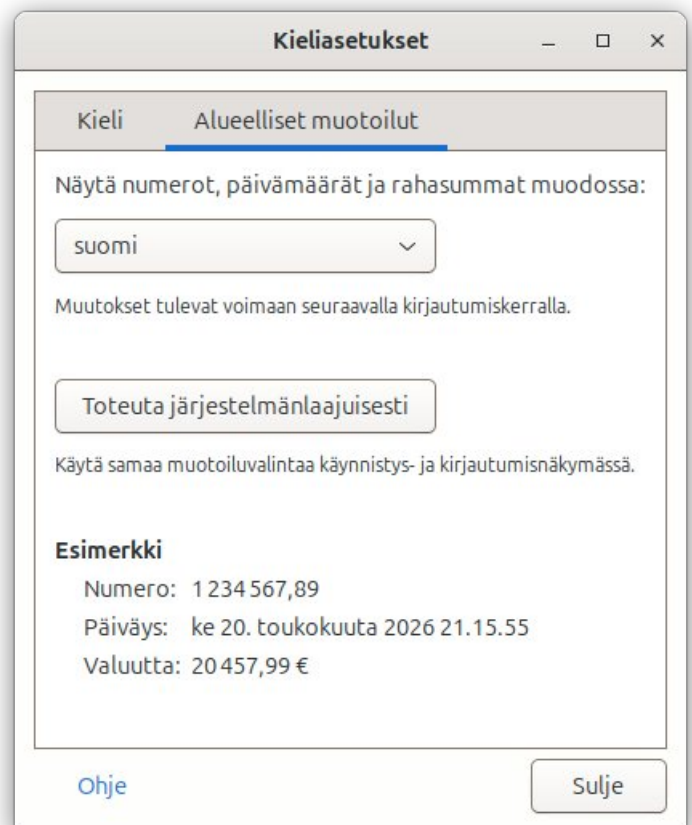 Kieliasetukset
Kieli Alueelliset muotoilut
Näytä numerot, päivämäärät ja rahasummat muodossa:
suomi
Muutokset tulevat voimaan seuraavalla kirjautumiskerralla.
Toteuta järjestelmänlaajuisesti
Käytä samaa muotoiluvalintaa käynnistys- ja kirjautumisnäkymässä.
Esimerkki
Numero: 1 234 567,89
Päiväys: ke 20. toukokuuta 2026 21.15.55
Valuutta: 20 457,99 €
Ohje Sulje